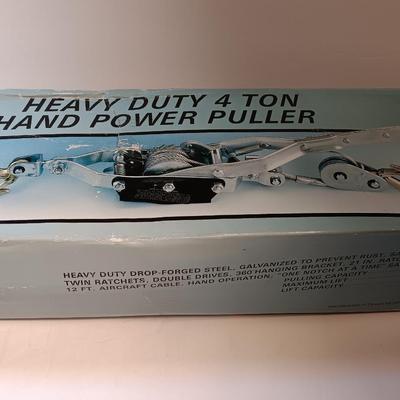 HEAVY DUTY 4 TON
HAND POWER PULLER
HEAVY DUTY DROP-FORGED STEEL, GALVANIZED TO PREVENT RUST,
TWIN RATCHETS, DOUBLE DRIVES, 360°HANGING BRACKET, 21 IN.
12 FT. AIRCRAFT CABLE, HAND OPERATION, "ONE NOTCH AT A TIME"
PULLING CAPACITY
MAXIMUM LIFT
LIFT CAPACITY